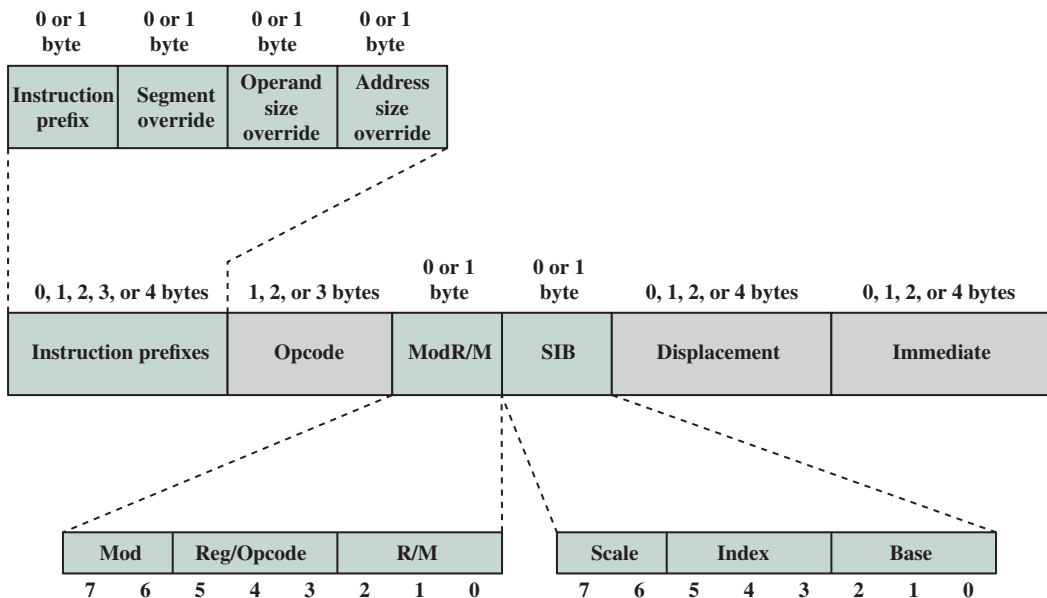 0 or 1 0 or 1 0 or 1 0 or 1
byte byte byte byte
Instruction prefix
Segment override
Operand size override
Address size override
0 or 1 0 or 1
0, 1, 2, 3, or 4 bytes 1, 2, or 3 bytes byte byte 0, 1, 2, or 4 bytes 0, 1, 2, or 4 bytes
Instruction prefixes Opcode ModR/M SIB Displacement Immediate
Mod Reg/Opcode R/M Scale Index Base
7 6 5 4 3 2 1 0 7 6 5 4 3 2 1 0